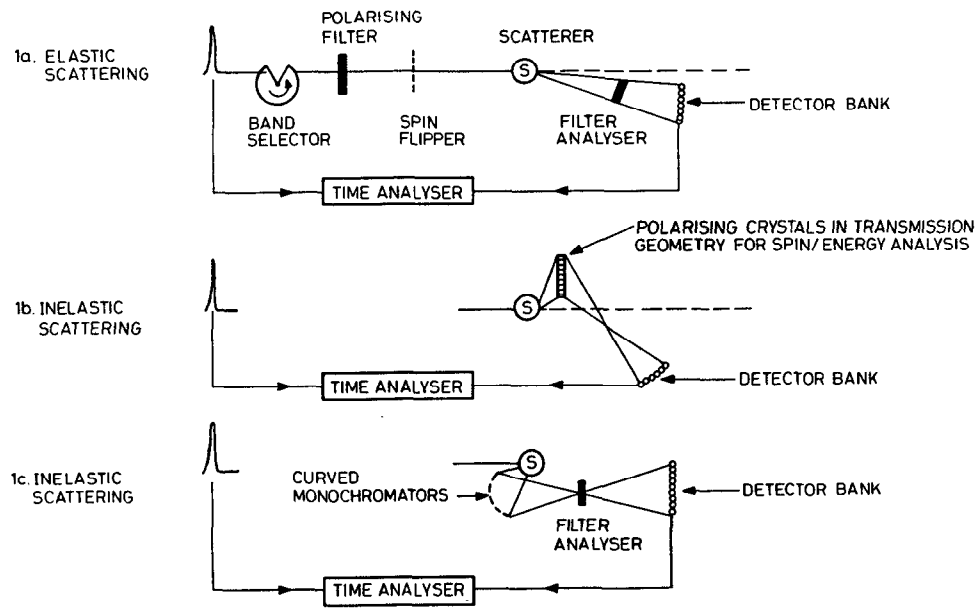 1a. ELASTIC
SCATTERING
POLARISING
FILTER
SCATTERER
S
BAND
SELECTOR
SPIN
FLIPPER
FILTER
ANALYSER
DETECTOR BANK
TIME ANALYSER
POLARISING CRYSTALS IN TRANSMISSION
GEOMETRY FOR SPIN/ENERGY ANALYSIS
1b. INELASTIC
SCATTERING
S
DETECTOR BANK
TIME ANALYSER
1c. INELASTIC
SCATTERING
S
CURVED
MONOCHROMATORS
FILTER
ANALYSER
DETECTOR BANK
TIME ANALYSER